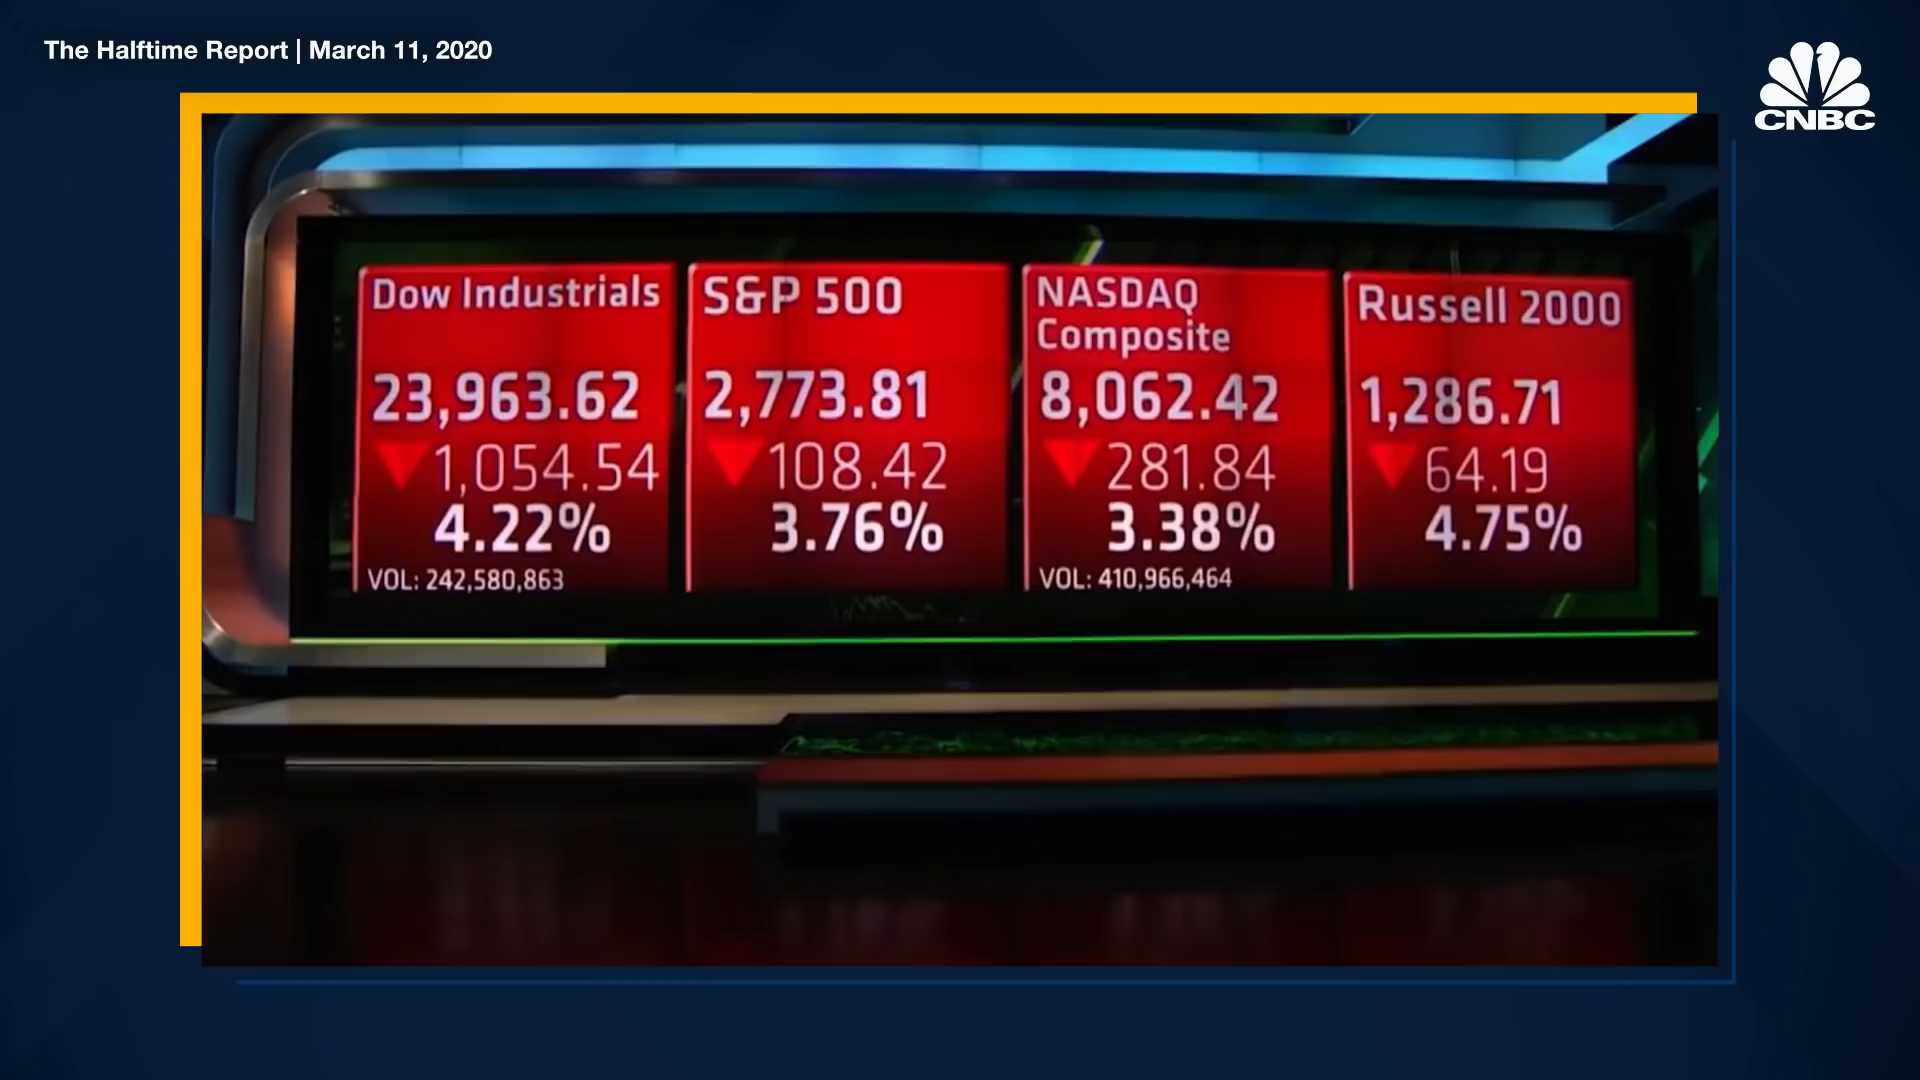 The Halftime Report | March 11, 2020
CNBC
Dow Industrials
23,963.62
▼1,054.54
4.22%
VOL: 242,580,863
S&P 500
2,773.81
▼108.42
3.76%
NASDAQ
Composite
8,062.42
▼281.84
3.38%
VOL: 410,966,464
Russell 2000
1,286.71
▼64.19
4.75%